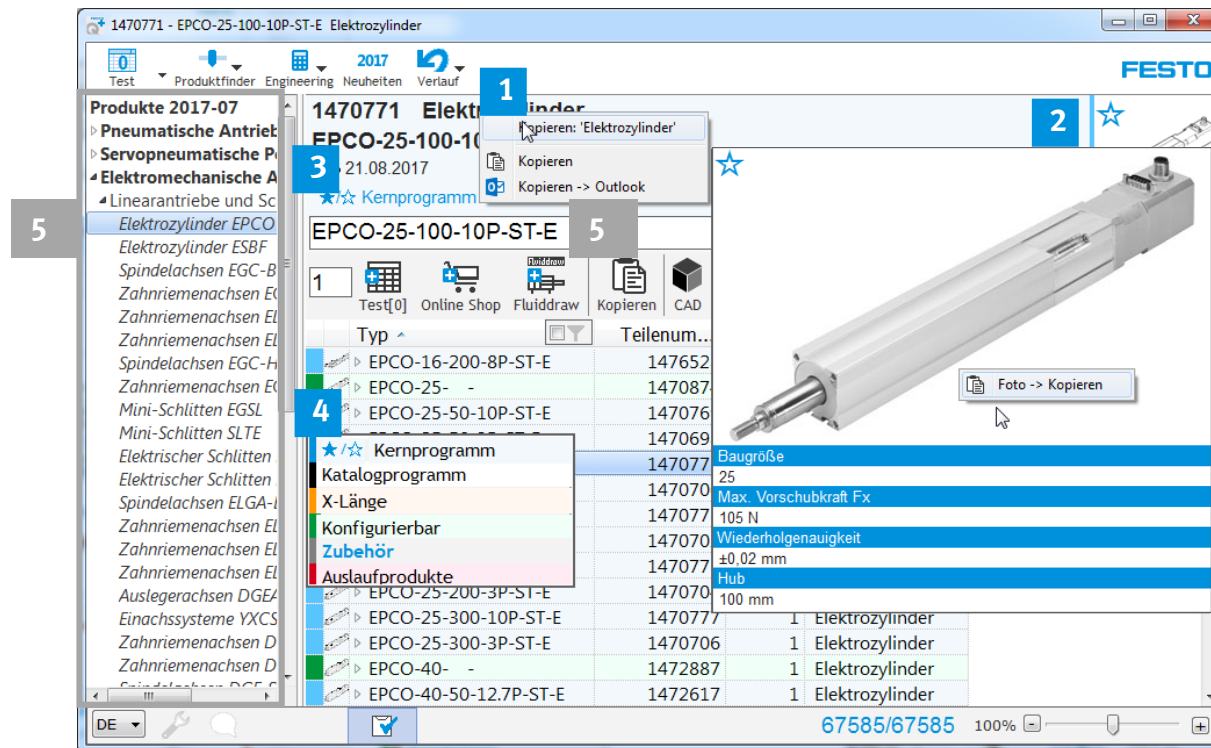 1470771 - EPCO-25-100-10P-ST-E Elektrozylinder
0
2017
Test Produktfinder Engineering Neuheiten Verlauf
FESTO
1
2
3
4
5
5
Produkte 2017-07
Pneumatische Antrieb
Servopneumatische
Elektromechanische A
Linearantriebe und Sc
Elektrozylinder EPCO
Elektrozylinder ESBF
Spindelachsen EGC-B
Zahnriemenachsen
Zahnriemenachsen
Zahnriemenachsen
Spindelachsen EGC-H
Zahnriemenachsen
Mini-Schlitten EGSL
Mini-Schlitten SLTE
Elektrischer Schlitten
Elektrischer Schlitten
Spindelachsen ELGA-
Zahnriemenachsen
Zahnriemenachsen
Zahnriemenachsen
Auslegerachsen DGEA
Einachssysteme YXCS
Zahnriemenachsen D
Zahnriemenachsen D
1470771
EPCO-25-100-1
21.08.2017
★/☆ Kernprogramm
Kopieren: 'Elektrozylinder'
Kopieren
Kopieren -> Outlook
EPCO-25-100-10P-ST-E
1
Fluiddraw
Test[0] Online Shop Fluiddraw Kopieren CAD
Typ Teilenum...
EPCO-16-200-8P-ST-E 147652
EPCO-25- - 147087
EPCO-25-50-10P-ST-E 147076
147069
147077
147070
147077
147070
147077
EPCO-25-200-3P-ST-E 147070
EPCO-25-300-10P-ST-E 1470777 1 Elektrozylinder
EPCO-25-300-3P-ST-E 1470706 1 Elektrozylinder
EPCO-40- - 1472887 1 Elektrozylinder
EPCO-40-50-12.7P-ST-E 1472617 1 Elektrozylinder
★/☆ Kernprogramm
Katalogprogramm
X-Länge
Konfigurierbar
Zubehör
Auslaufprodukte
Foto -> Kopieren
Baugröße
25
Max. Vorschubkraft Fx
105 N
Wiederholgenauigkeit
±0,02 mm
Hub
100 mm
DE
67585/67585 100%